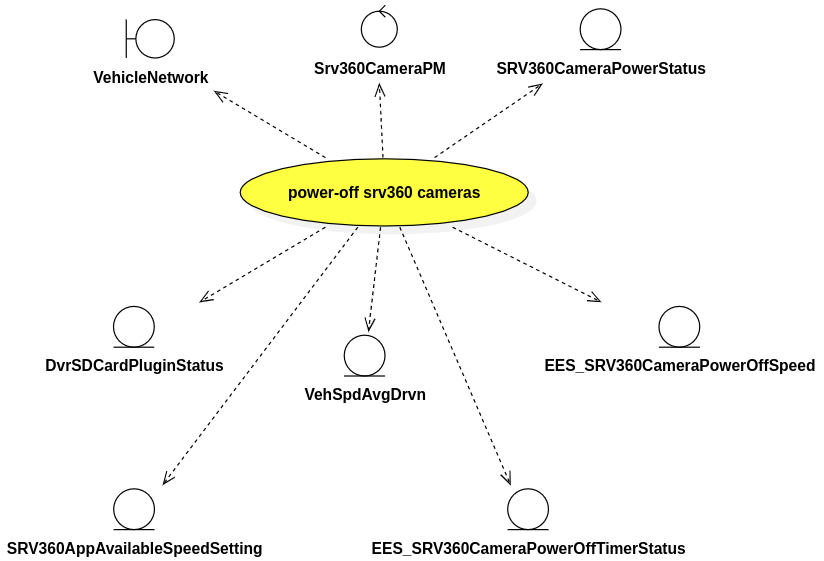 VehicleNetwork
Srv360CameraPM
SRV360CameraPowerStatus
power-off srv360 cameras
DvrSDCardPluginStatus
VehSpdAvgDrvn
EES_SRV360CameraPowerOffSpeed
SRV360AppAvailableSpeedSetting
EES_SRV360CameraPowerOffTimerStatus